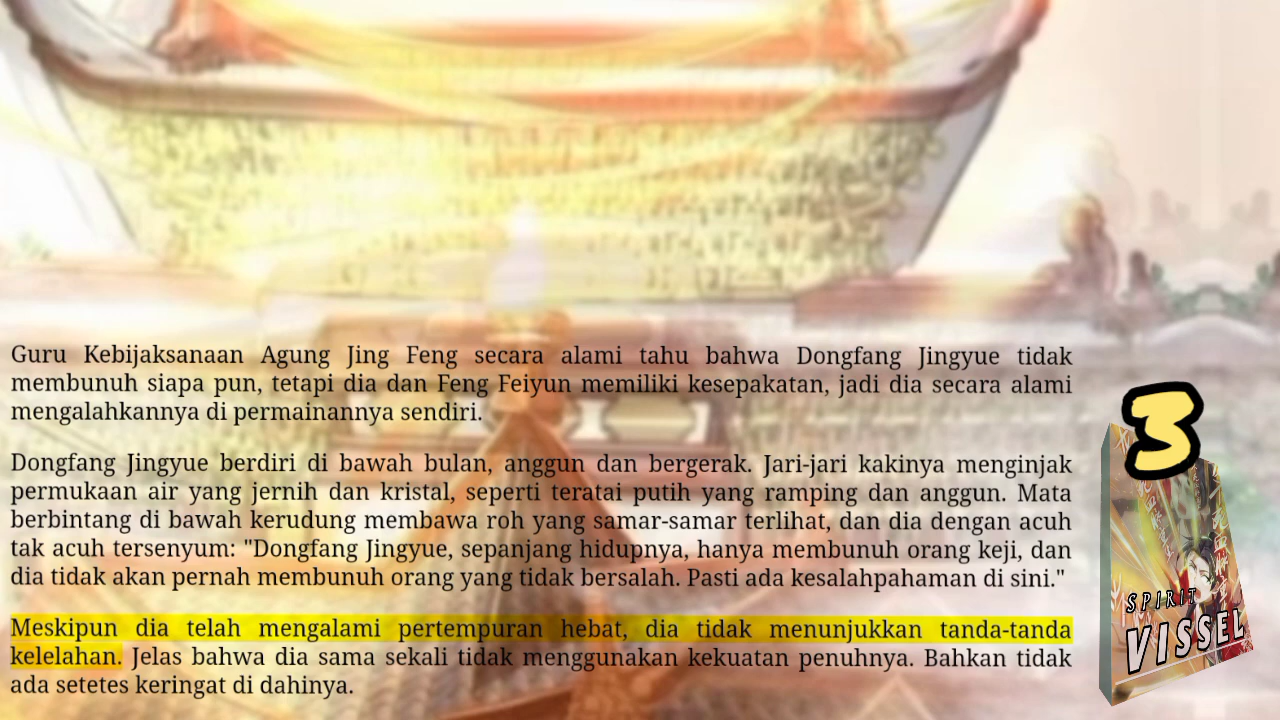 Guru Kebijaksanaan Agung Jing Feng secara alami tahu bahwa Dongfang Jingyue tidak
membunuh siapa pun, tetapi dia dan Feng Feiyun memiliki kesepakatan, jadi dia secara alami
mengalahkannya di permainannya sendiri.
Dongfang Jingyue berdiri di bawah bulan, anggun dan bergerak. Jari-jari kakinya menginjak
permukaan air yang jernih dan kristal, seperti teratai putih yang ramping dan anggun. Mata
berbintang di bawah kerudung membawa roh yang samar-samar terlihat, dan dia dengan acuh
tak acuh tersenyum: "Dongfang Jingyue, sepanjang hidupnya, hanya membunuh orang keji, dan
dia tidak akan pernah membunuh orang yang tidak bersalah. Pasti ada kesalahpahaman di sini."
Meskipun dia telah mengalami pertempuran hebat, dia tidak menunjukkan tanda-tanda
kelelahan. Jelas bahwa dia sama sekali tidak menggunakan kekuatan penuhnya. Bahkan tidak
ada setetes keringat di dahinya.
3
SPIRIT
VISSEL